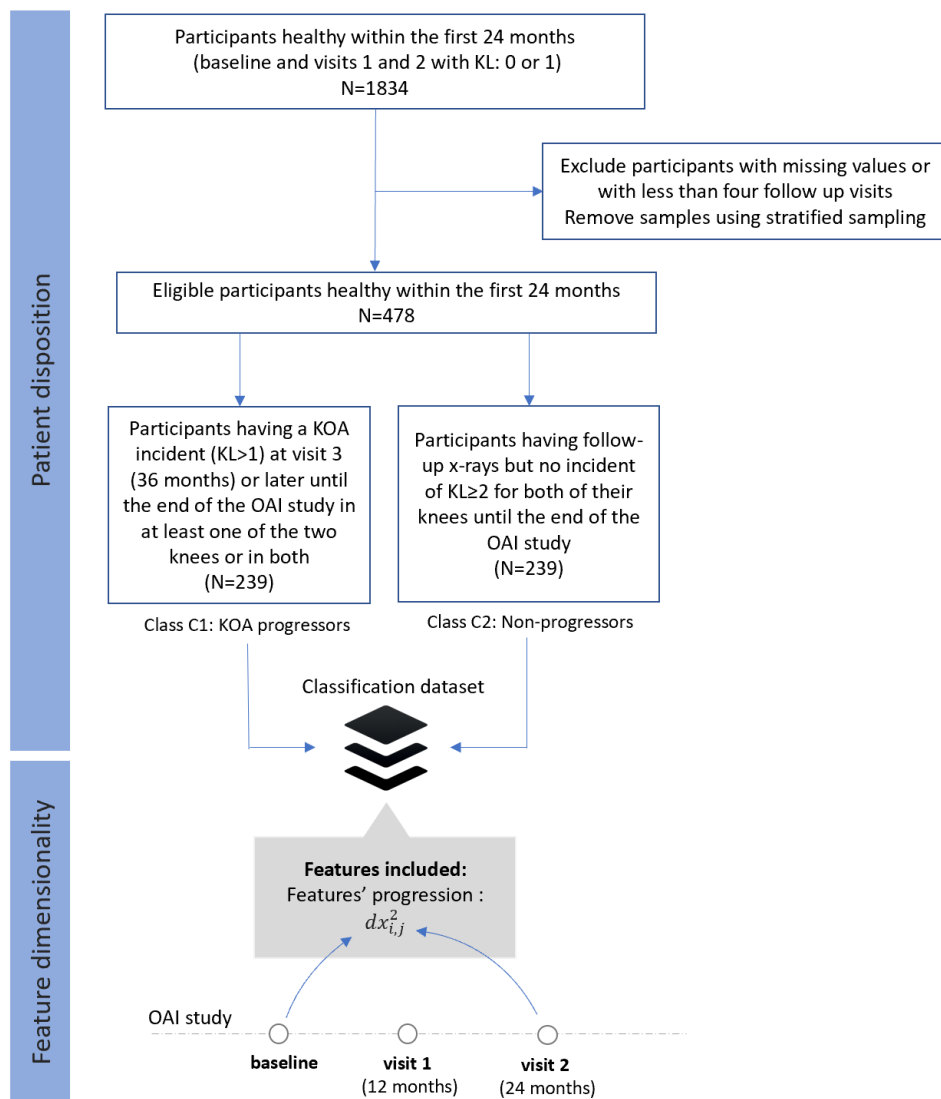 Patient disposition
Participants healthy within the first 24 months
(baseline and visits 1 and 2 with KL: 0 or 1)
N=1834
Exclude participants with missing values or
with less than four follow up visits
Remove samples using stratified sampling
Eligible participants healthy within the first 24 months
N=478
Participants having a KOA
incident (KL>1) at visit 3
(36 months) or later until
the end of the OAI study in
at least one of the two
knees or in both
(N=239)
Participants having follow-
up x-rays but no incident
of KL≥2 for both of their
knees until the end of the
OAI study
(N=239)
Class C1: KOA progressors
Class C2: Non-progressors
Classification dataset
Feature dimensionality
Features included:
Features’ progression :
$dx_{i,j}^{2}$
OAI study
baseline
visit 1
(12 months)
visit 2
(24 months)